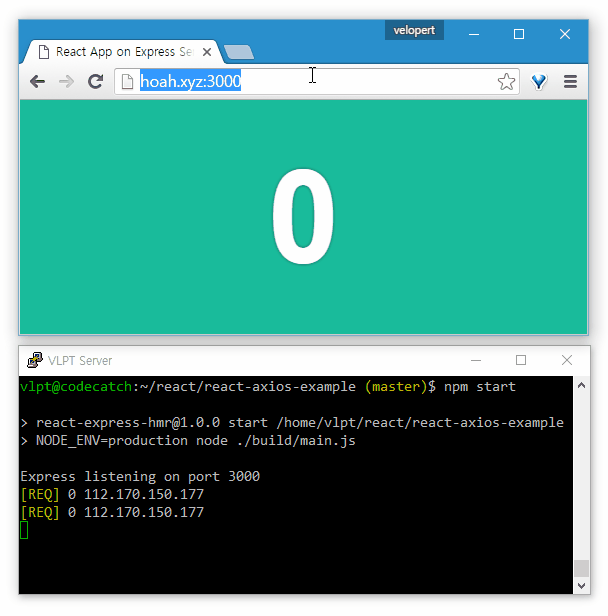 velopert
React App on Express Se
hoah.xyz:3000
0
VLPT Server
vlpt@codecatch:~/react/react-axios-example (master)$ npm start
> react-express-hmr@1.0.0 start /home/vlpt/react/react-axios-example
> NODE_ENV=production node ./build/main.js
Express listening on port 3000
[REQ] 0 112.170.150.177
[REQ] 0 112.170.150.177